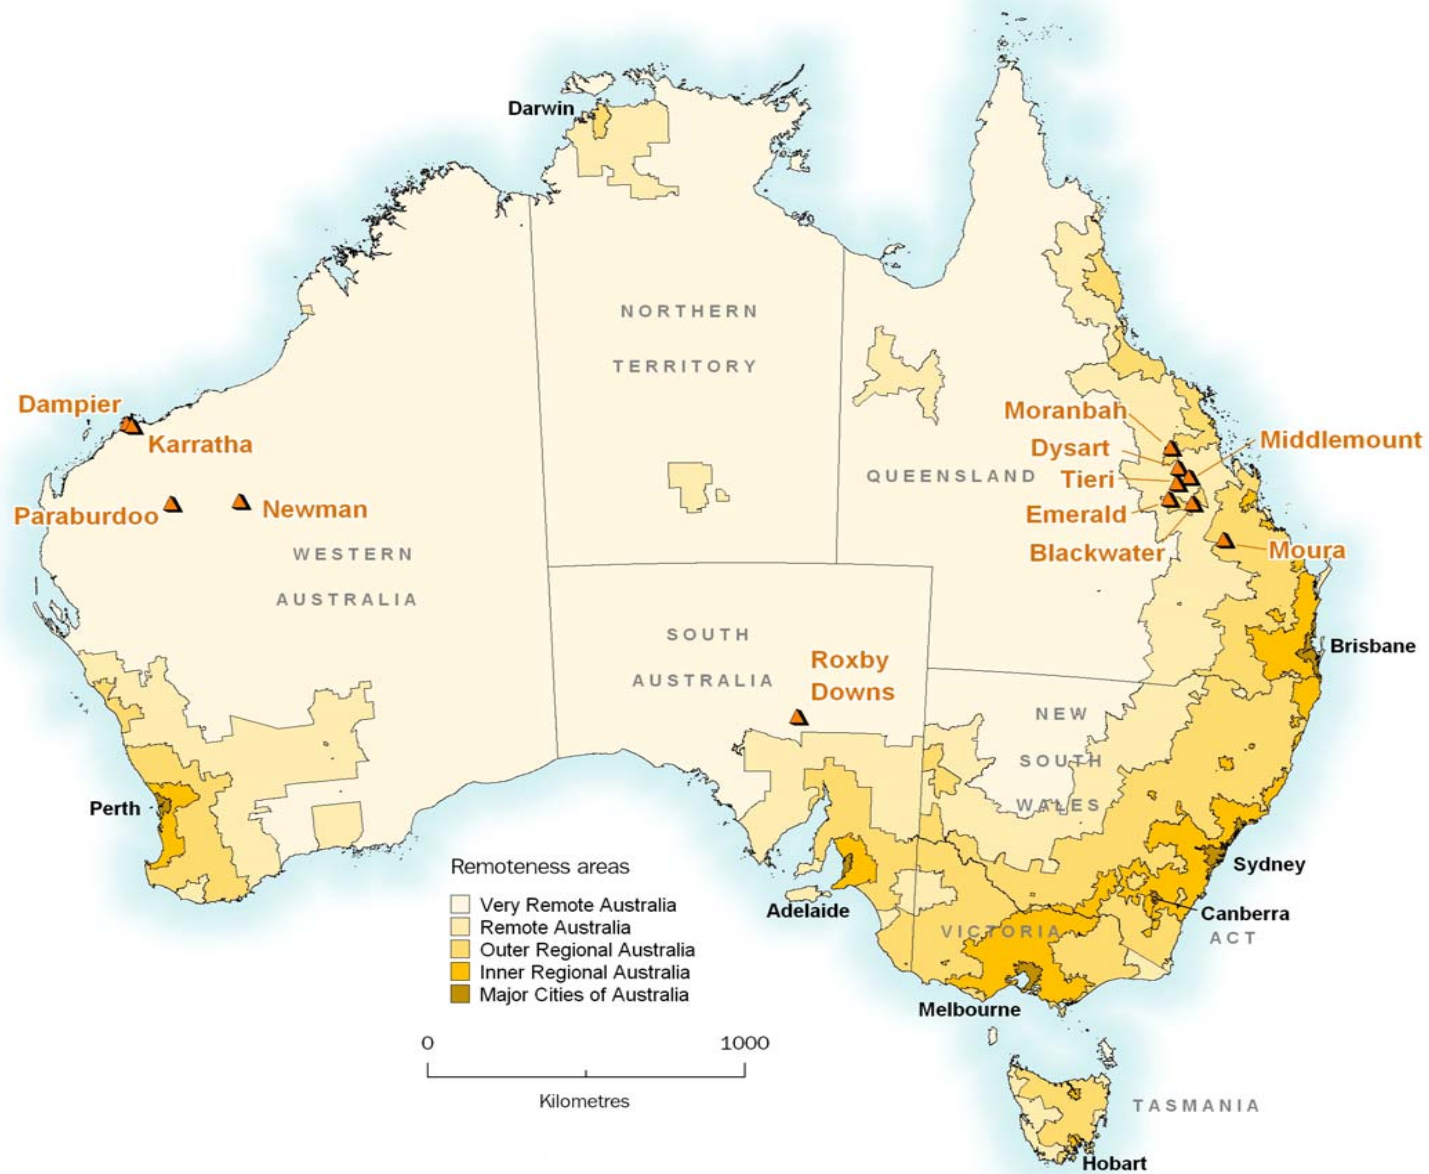 Darwin
NORTHERN
TERRITORY
Dampier
Karratha
Paraburdoo
Newman
WESTERN
AUSTRALIA
Moranbah
Dysart
Tieri
Emerald
Blackwater
Middlemount
Moura
QUEENSLAND
SOUTH
AUSTRALIA
Roxby
Downs
Brisbane
NEW
SOUTH
WALES
Perth
Sydney
Canberra
ACT
Adelaide
VICTORIA
Melbourne
TASMANIA
Hobart
Remoteness areas
Very Remote Australia
Remote Australia
Outer Regional Australia
Inner Regional Australia
Major Cities of Australia
0 1000
Kilometres